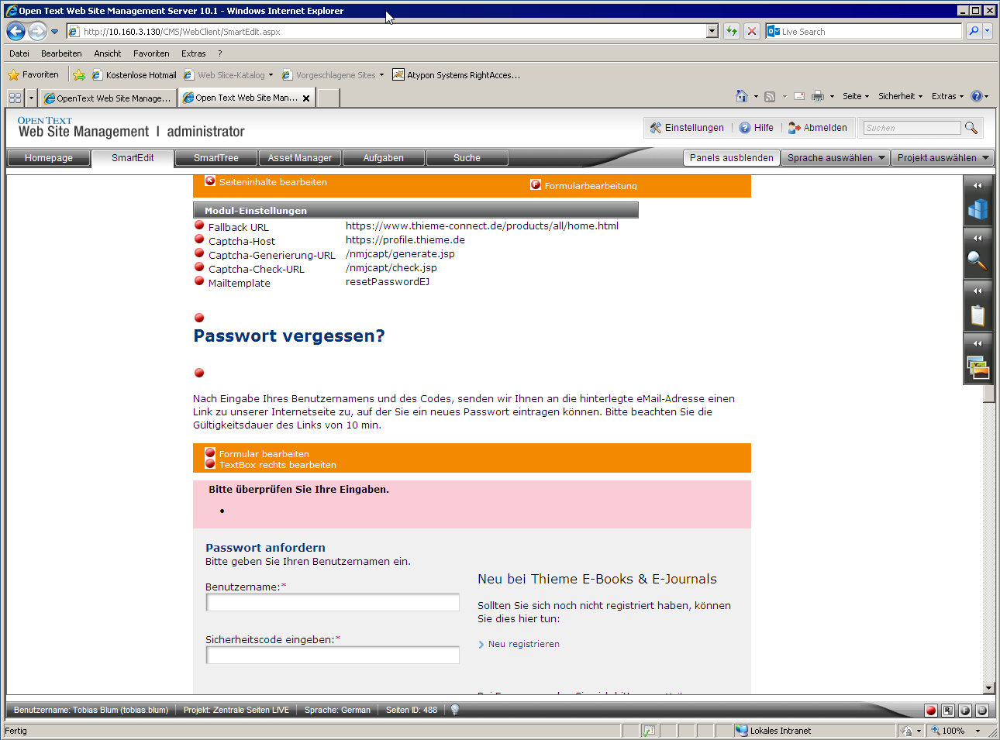 Open Text Web Site Management Server 10.1 - Windows Internet Explorer
http://10.160.3.130/CMS/WebClient/SmartEdit.aspx
Live Search
Datei Bearbeiten Ansicht Favoriten Extras ?
Favoriten Kostenlose Hotmail Web Slice-Katalog Vorgeschlagene Sites Atypon Systems RightAcces...
OpenText Web Site Manage... Open Text Web Site Man... Seite Sicherheit Extras
OPEN TEXT
Web Site Management | administrator
Einstellungen Hilfe Abmelden Suchen
Homepage SmartEdit SmartTree Asset Manager Aufgaben Suche Panels ausblenden Sprache auswählen Projekt auswählen
Seiteninhalte bearbeiten F Formularbearbeitung
Modul-Einstellungen
Fallback URL https://www.thieme-connect.de/products/all/home.html
Captcha-Host https://profile.thieme.de
Captcha-Generierung-URL /nmjcapt/generate.jsp
Captcha-Check-URL /nmjcapt/check.jsp
Mailtemplate resetPasswordEJ
Passwort vergessen?
Nach Eingabe Ihres Benutzernamens und des Codes, senden wir Ihnen an die hinterlegte eMail-Adresse einen
Link zu unserer Internetseite zu, auf der Sie ein neues Passwort eintragen können. Bitte beachten Sie die
Gültigkeitsdauer des Links von 10 min.
Formular bearbeiten
TextBox rechts bearbeiten
Bitte überprüfen Sie Ihre Eingaben.
•
Passwort anfordern
Bitte geben Sie Ihren Benutzernamen ein.
Benutzername:*
Sicherheitscode eingeben:*
Neu bei Thieme E-Books & E-Journals
Sollten Sie sich noch nicht registriert haben, können
Sie dies hier tun:
Neu registrieren
Benutzername: Tobias Blum (tobias.blum) Projekt: Zentrale Seiten LIVE Sprache: German Seiten ID: 488 R F
Fertig Lokales Intranet 100%